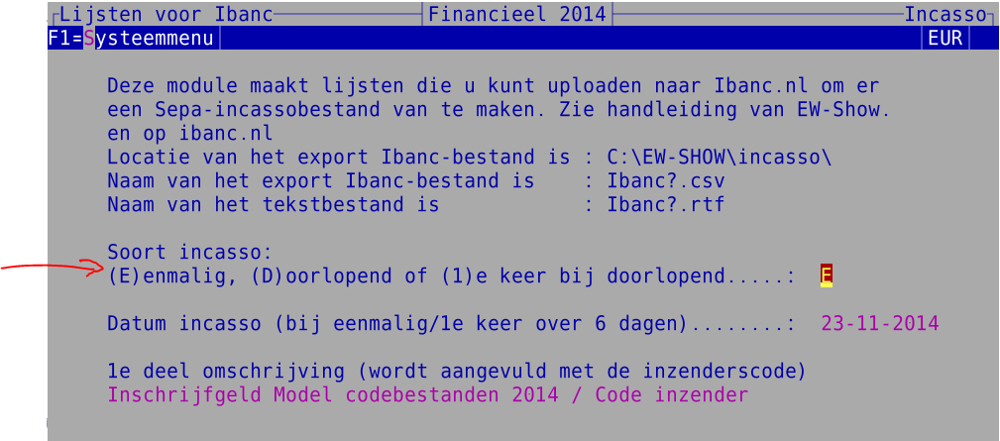 Lijsten voor Ibanc Financieel 2014 Incasso
F1=Systeemmenu EUR
Deze module maakt lijsten die u kunt uploaden naar Ibanc.nl om er
een Sepa-incassobestand van te maken. Zie handleiding van EW-Show.
en op ibanc.nl
Locatie van het export Ibanc-bestand is : C:\EW-SHOW\incasso\
Naam van het export Ibanc-bestand is : Ibanc?.csv
Naam van het tekstbestand is : Ibanc?.rtf
Soort incasso:
(E)enmalig, (D)oorlopend of (1)e keer bij doorlopend.....: E
Datum incasso (bij eenmalig/1e keer over 6 dagen)........: 23-11-2014
1e deel omschrijving (wordt aangevuld met de inzenderscode)
Inschrijfgeld Model codebestanden 2014 / Code inzender